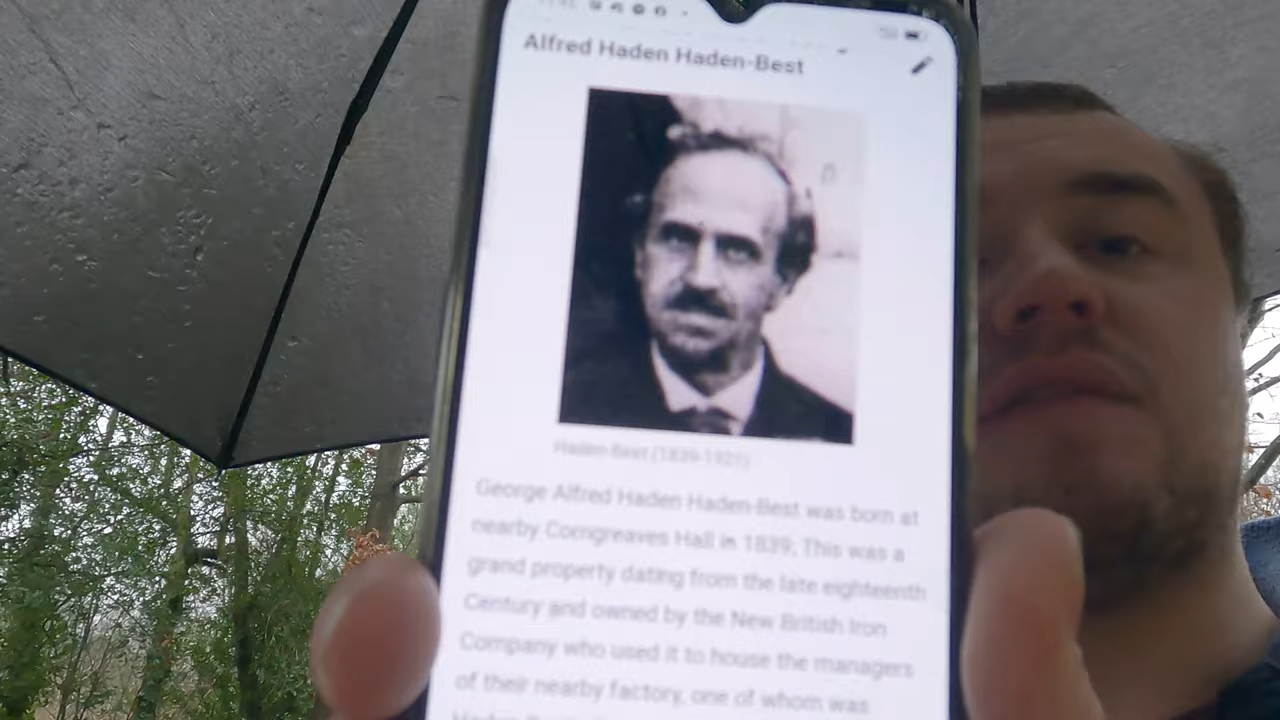 Alfred Haden Haden-Best
Haden-Best (1839-1921)
George Alfred Haden Haden-Best was born at
nearby Corngreaves Hall in 1839; This was a
grand property dating from the late eighteenth
Century and owned by the New British Iron
Company who used it to house the managers
of their nearby factory, one of whom was